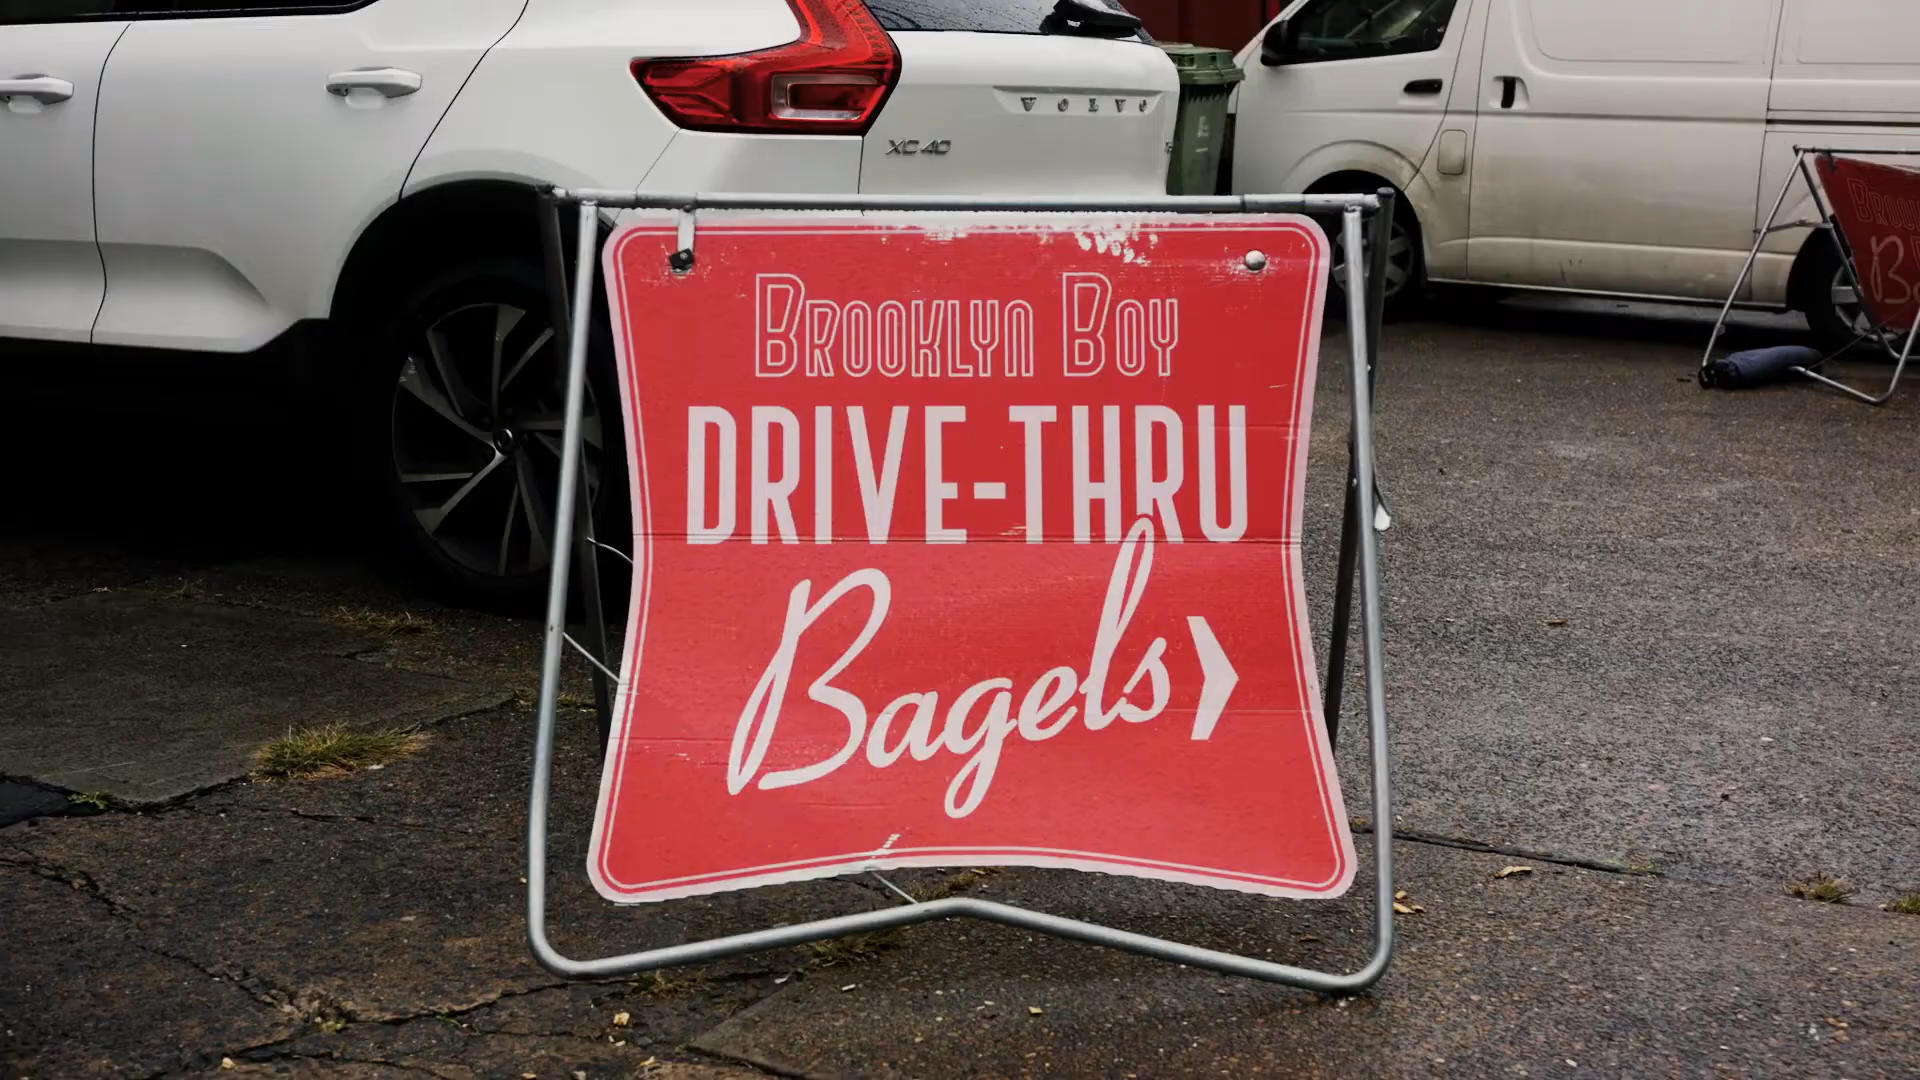 VOLVO
XC40
Brooklyn Boy
DRIVE-THRU
Bagels